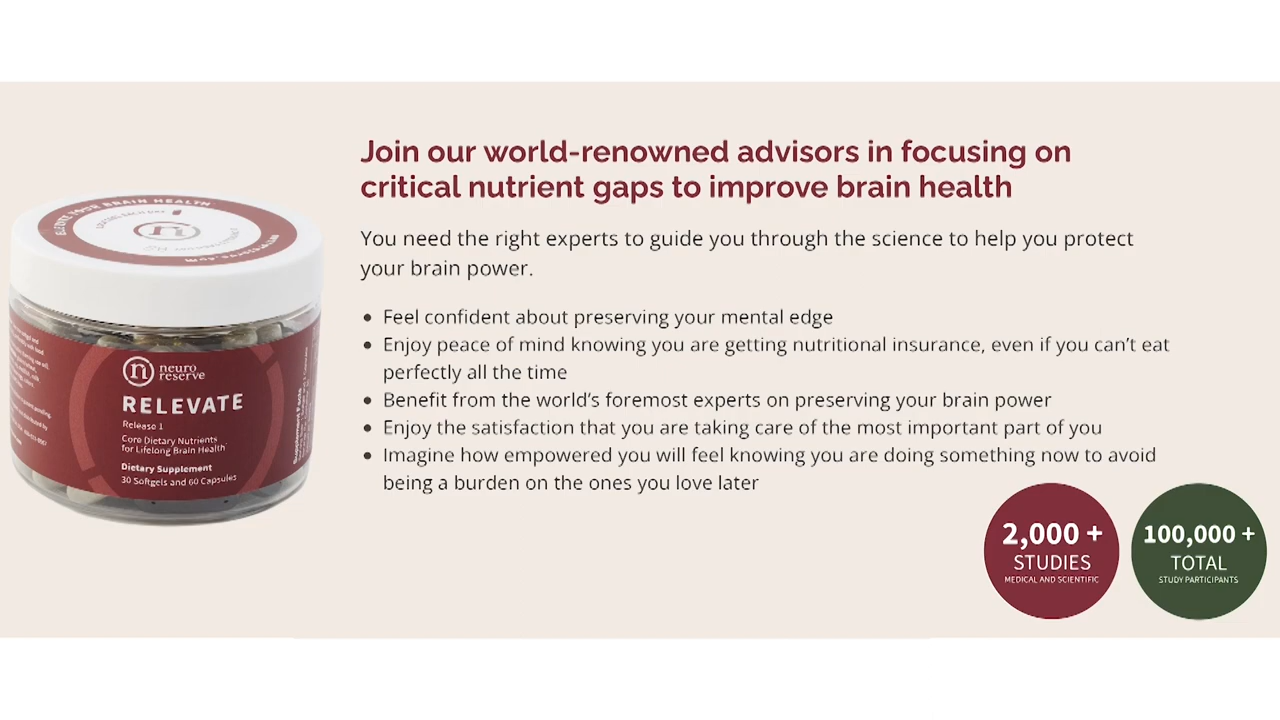 Join our world-renowned advisors in focusing on
critical nutrient gaps to improve brain health
You need the right experts to guide you through the science to help you protect
your brain power.
Feel confident about preserving your mental edge
Enjoy peace of mind knowing you are getting nutritional insurance, even if you can't eat
perfectly all the time
Benefit from the world's foremost experts on preserving your brain power
Enjoy the satisfaction that you are taking care of the most important part of you
Imagine how empowered you will feel knowing you are doing something now to avoid
being a burden on the ones you love later
YOUR BRAIN HEALTH
neuro
reserve
RELEVATE
Release 1
Core Dietary Nutrients
for Lifelong Brain Health
Dietary Supplement
30 Softgels and 60 Capsules
Supplement Facts
2,000 +
STUDIES
MEDICAL AND SCIENTIFIC
100,000 +
TOTAL
STUDY PARTICIPANTS